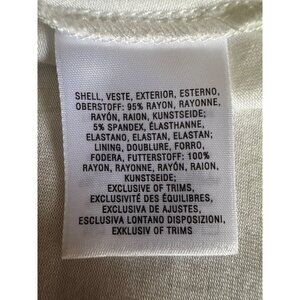 SHELL, VESTE, EXTERIOR, ESTERNO,
OBERSTOFF: 95% RAYON, RAYONNE,
RAYÓN, RAION, KUNSTSEIDE;
5% SPANDEX, ÉLASTHANNE,
ELASTANO, ELASTAN, ELASTAN;
LINING, DOUBLURE, FORRO,
FODERA, FUTTERSTOFF: 100%
RAYON, RAYONNE, RAYÓN, RAION,
KUNSTSEIDE;
EXCLUSIVE OF TRIMS
EXCLUSIVITÉ DES ÉQUILIBRES,
EXCLUSIVA DE AJUSTES,
ESCLUSIVA LONTANO DISPOSIZIONI,
EXKLUSIV OF TRIMS